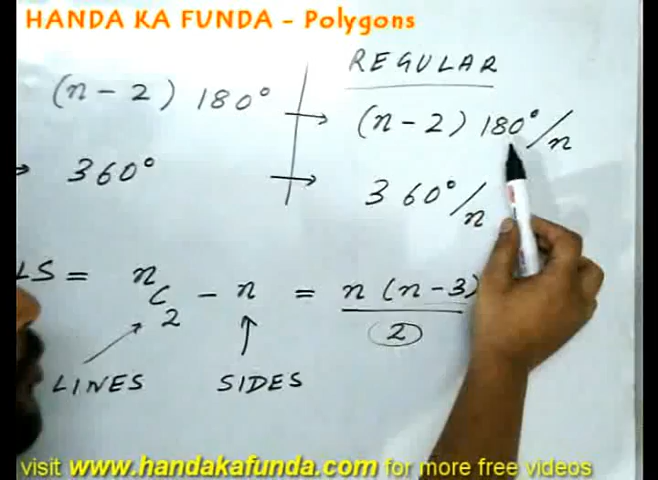 HANDA KA FUNDA - Polygons
REGULAR
(n - 2) 180° → (n - 2) 180°/n
→ 360° → 360°/n
LS = ⁿC₂ - n = n (n - 3) / 2
LINES SIDES
visit www.handakafunda.com for more free videos